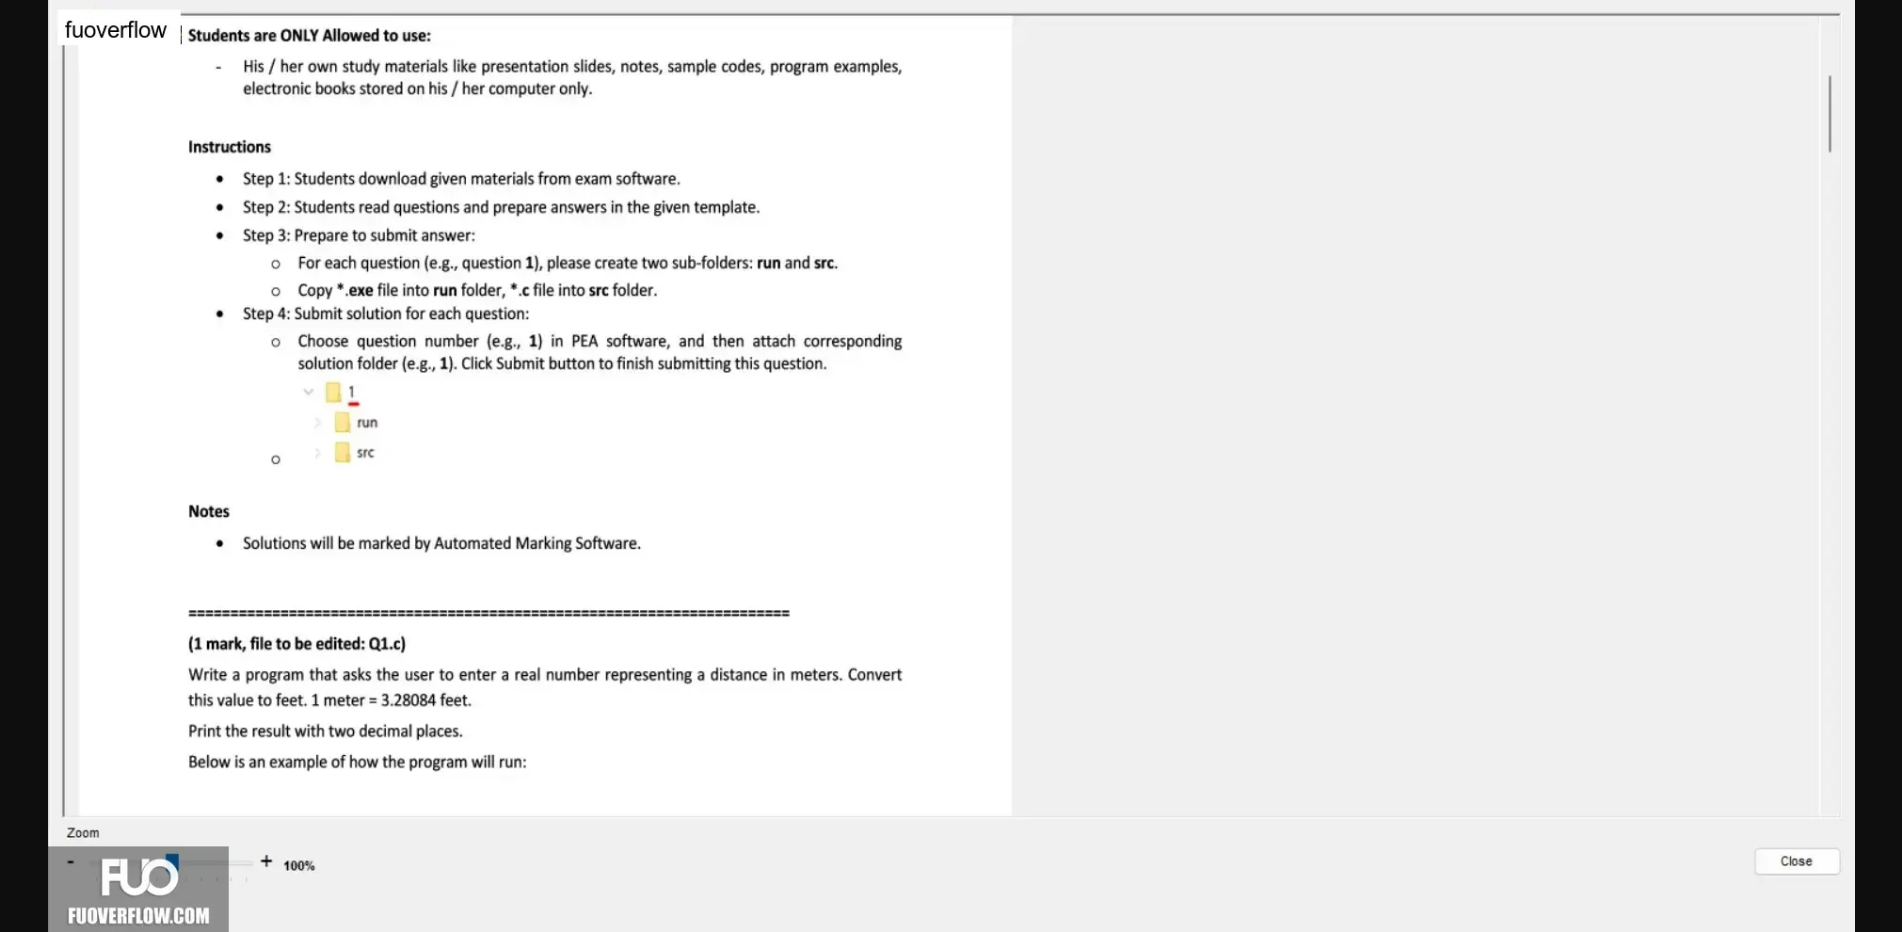 fuoverflow
Students are ONLY Allowed to use:
- His / her own study materials like presentation slides, notes, sample codes, program examples,
electronic books stored on his / her computer only.
Instructions
• Step 1: Students download given materials from exam software.
• Step 2: Students read questions and prepare answers in the given template.
• Step 3: Prepare to submit answer:
o For each question (e.g., question 1), please create two sub-folders: run and src.
o Copy *.exe file into run folder, *.c file into src folder.
• Step 4: Submit solution for each question:
o Choose question number (e.g., 1) in PEA software, and then attach corresponding
solution folder (e.g., 1). Click Submit button to finish submitting this question.
1
run
o src
Notes
• Solutions will be marked by Automated Marking Software.
=========================================================================
(1 mark, file to be edited: Q1.c)
Write a program that asks the user to enter a real number representing a distance in meters. Convert
this value to feet. 1 meter = 3.28084 feet.
Print the result with two decimal places.
Below is an example of how the program will run:
Zoom
- + 100%
Close
FUO
FUOVERFLOW.COM